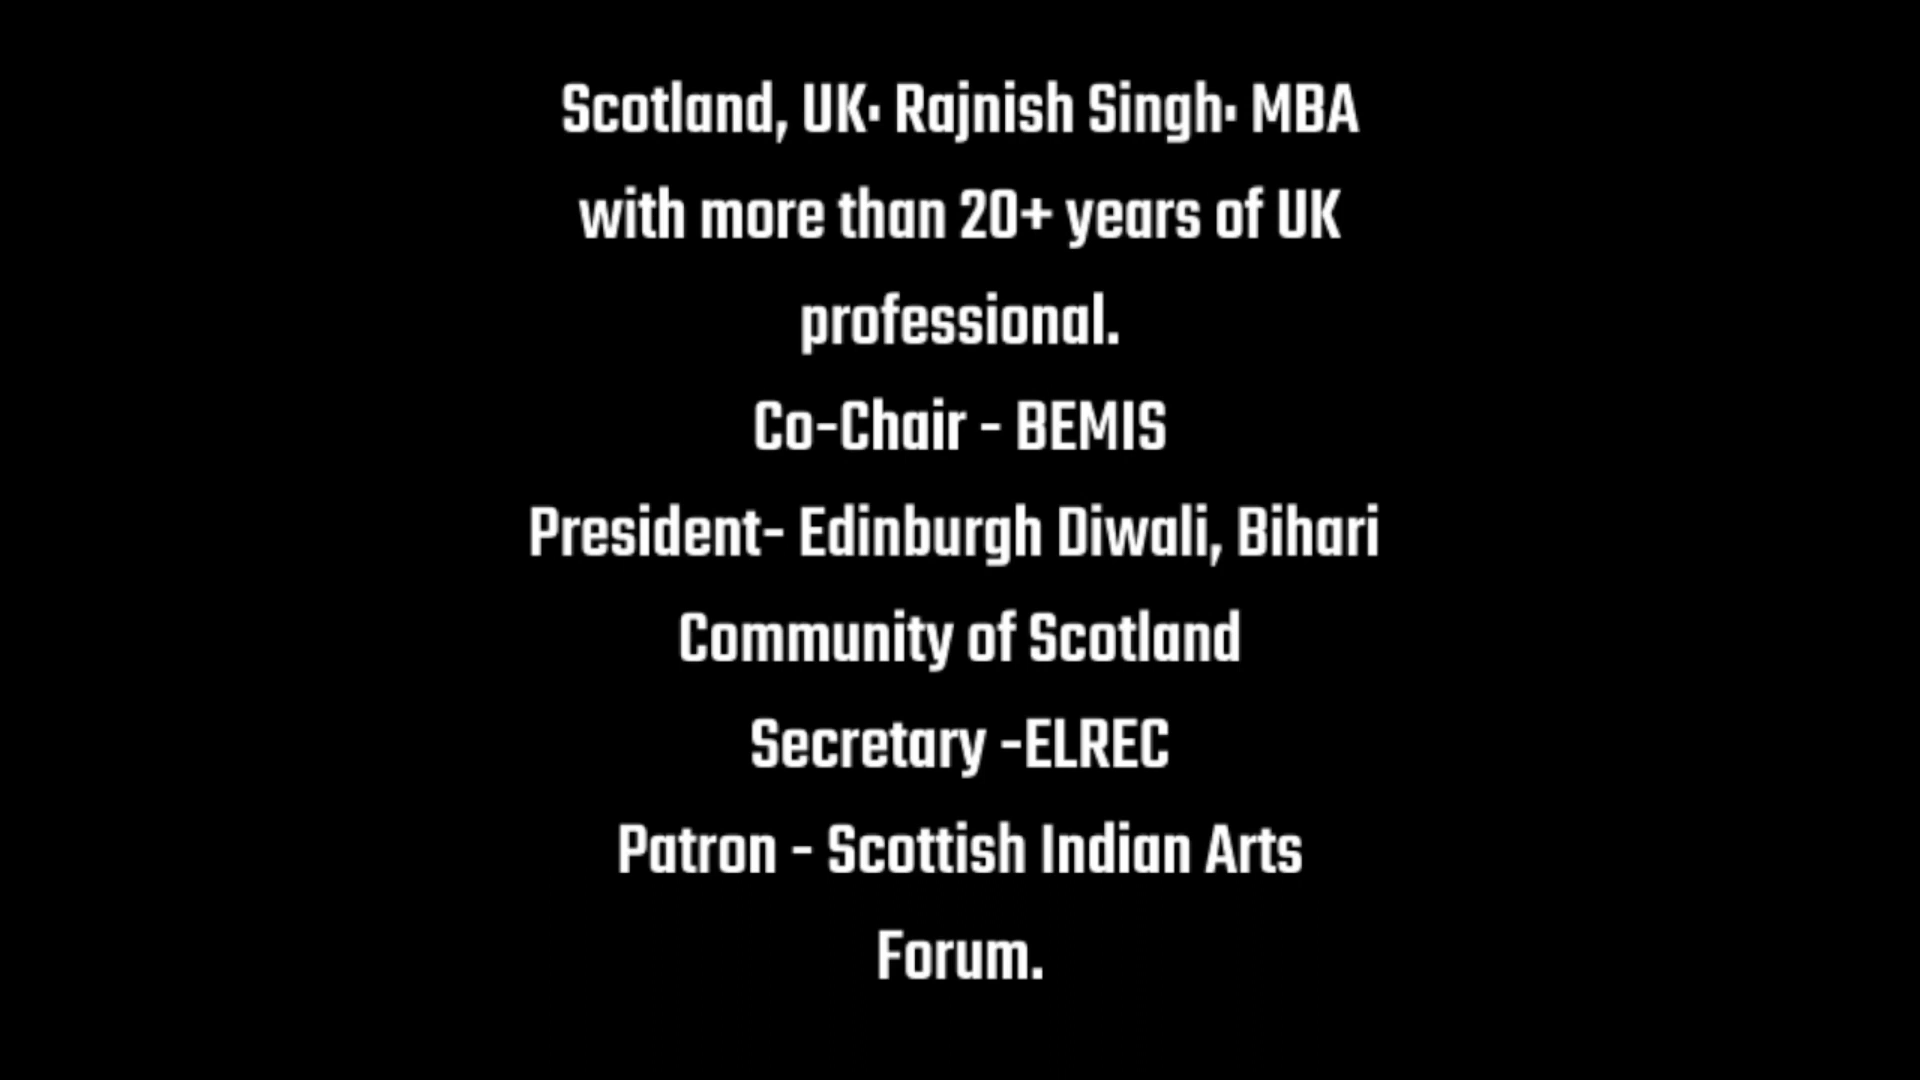 Scotland, UK: Rajnish Singh: MBA
with more than 20+ years of UK
professional.
Co-Chair - BEMIS
President- Edinburgh Diwali, Bihari
Community of Scotland
Secretary -ELREC
Patron - Scottish Indian Arts
Forum.